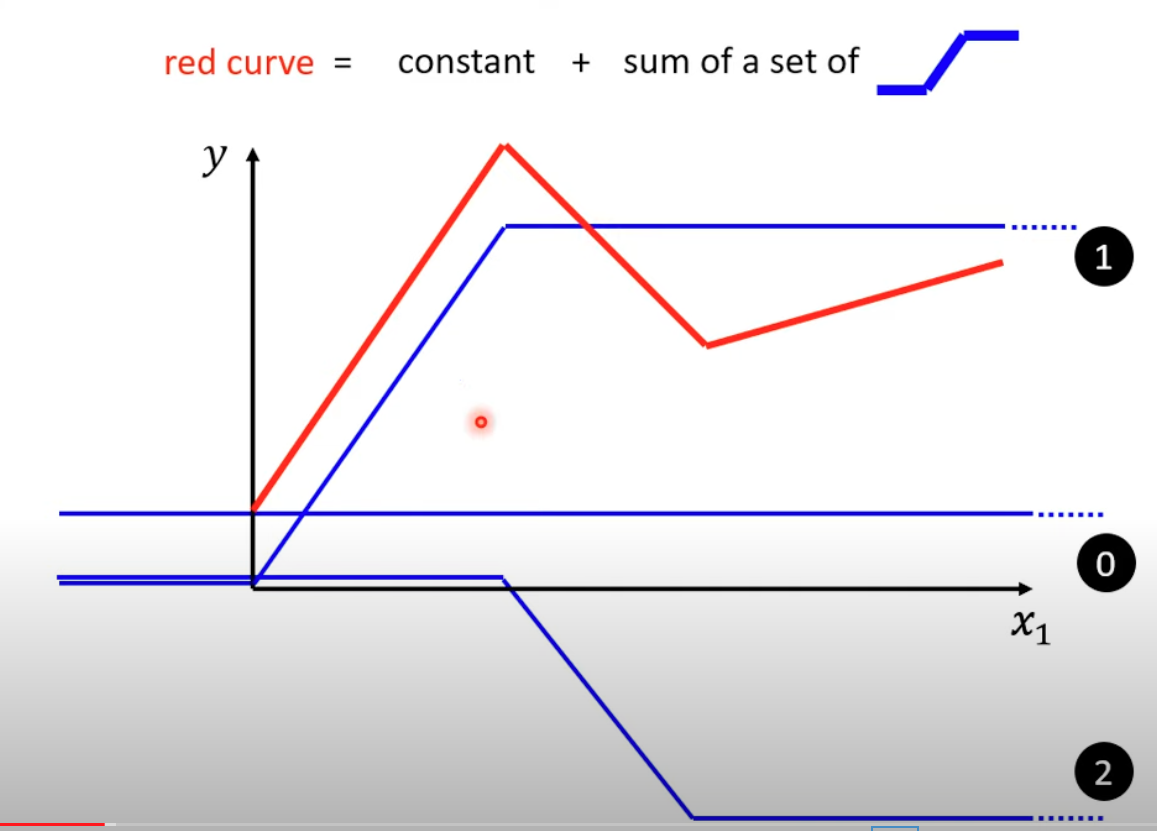 red curve = constant + sum of a set of
y
1
0
x₁
2